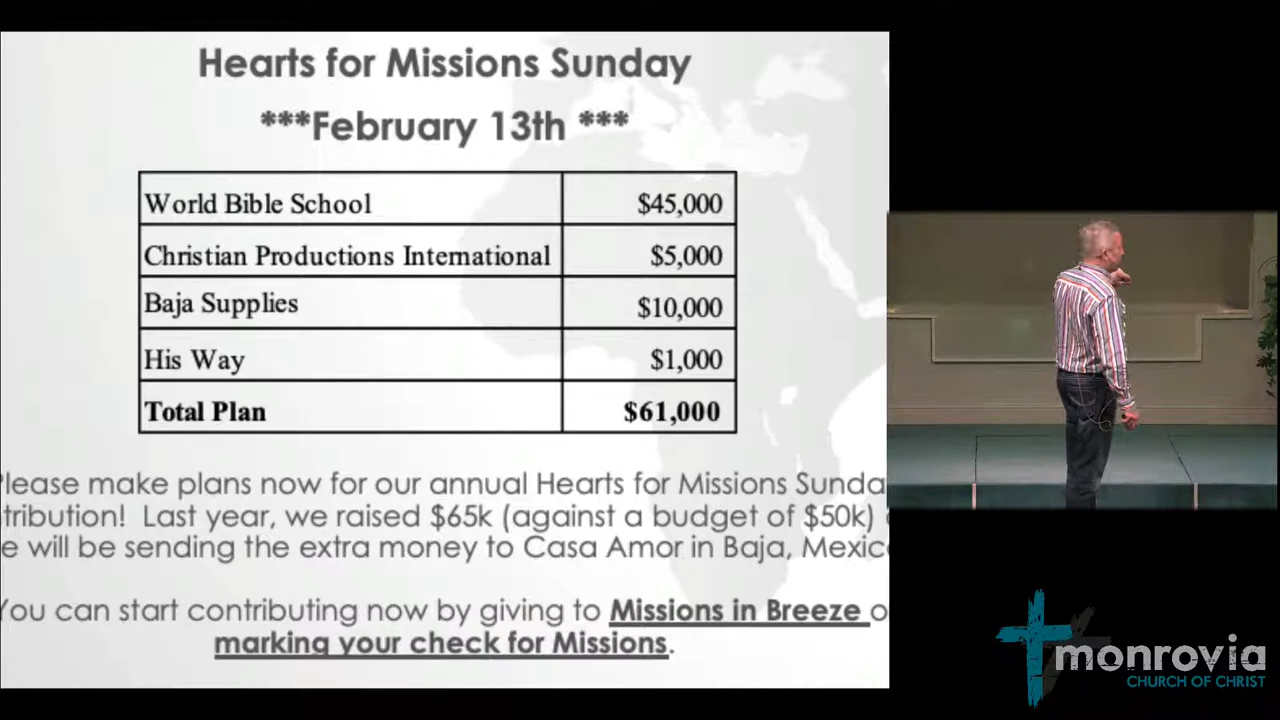 Hearts for Missions Sunday
***February 13th ***
World Bible School $45,000
Christian Productions International $5,000
Baja Supplies $10,000
His Way $1,000
Total Plan $61,000
Please make plans now for our annual Hearts for Missions Sunda
tribution! Last year, we raised $65k (against a budget of $50k)
e will be sending the extra money to Casa Amor in Baja, Mexic
You can start contributing now by giving to Missions in Breeze o
marking your check for Missions.
monrovia
CHURCH OF CHRIST